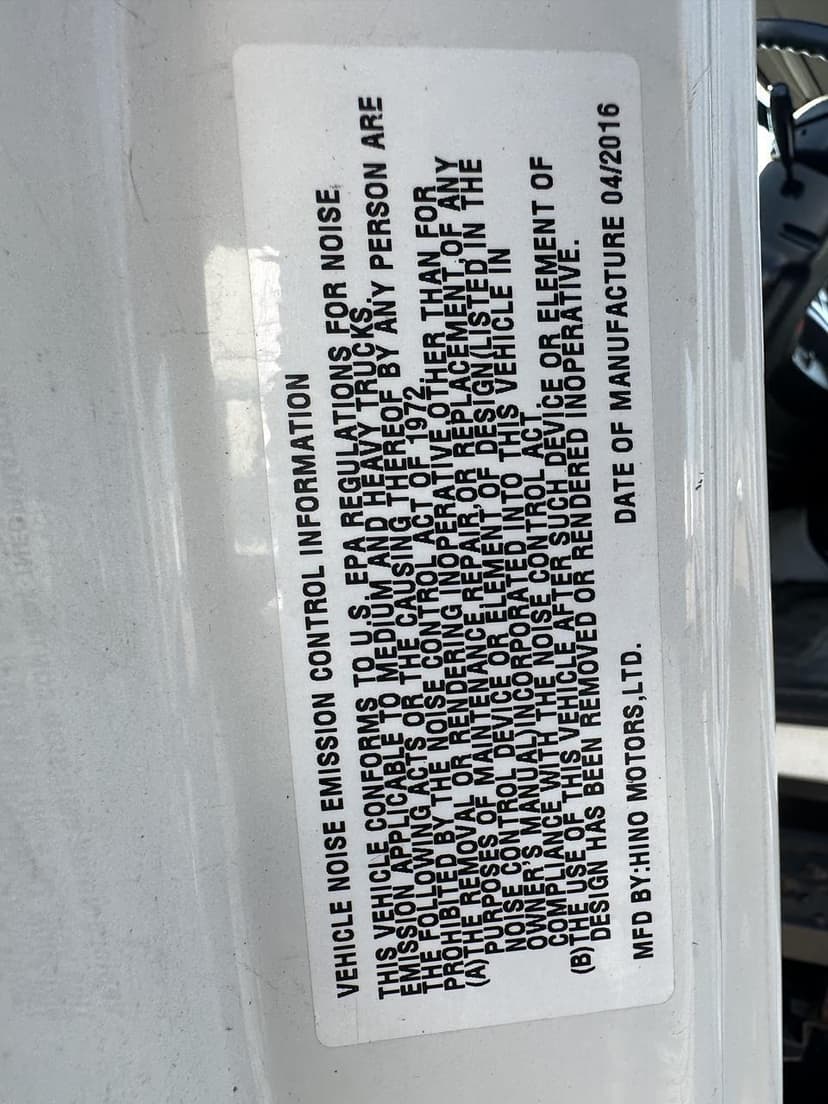 VEHICLE NOISE EMISSION CONTROL INFORMATION
THIS VEHICLE CONFORMS TO U.S. EPA REGULATIONS FOR NOISE
EMISSION APPLICABLE TO MEDIUM AND HEAVY TRUCKS.
THE FOLLOWING ACTS OR THE CAUSING THEREOF BY ANY PERSON ARE
PROHIBITED BY THE NOISE CONTROL ACT OF 1972.
(A)THE REMOVAL OR RENDERING INOPERATIVE OTHER THAN FOR
PURPOSES OF MAINTENANCE,REPAIR,OR REPLACEMENT,OF ANY
NOISE CONTROL DEVICE OR ELEMENT OF DESIGN(LISTED IN THE
OWNER'S MANUAL)INCORPORATED INTO THIS VEHICLE IN
COMPLIANCE WITH THE NOISE CONTROL ACT.
(B)THE USE OF THIS VEHICLE AFTER SUCH DEVICE OR ELEMENT OF
DESIGN HAS BEEN REMOVED OR RENDERED INOPERATIVE.
MFD BY:HINO MOTORS,LTD. DATE OF MANUFACTURE 04/2016